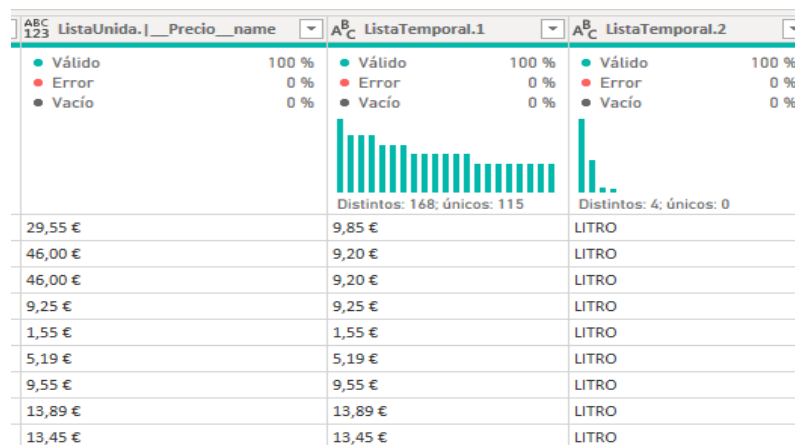 ABC 123 ListaUnida.|__Precio__name ABC ListaTemporal.1 ABC ListaTemporal.2
Válido 100 % Válido 100 % Válido 100 %
Error 0 % Error 0 % Error 0 %
Vacío 0 % Vacío 0 % Vacío 0 %
Distintos: 168; únicos: 115 Distintos: 4; únicos: 0
29,55 € 9,85 € LITRO
46,00 € 9,20 € LITRO
46,00 € 9,20 € LITRO
9,25 € 9,25 € LITRO
1,55 € 1,55 € LITRO
5,19 € 5,19 € LITRO
9,55 € 9,55 € LITRO
13,89 € 13,89 € LITRO
13,45 € 13,45 € LITRO